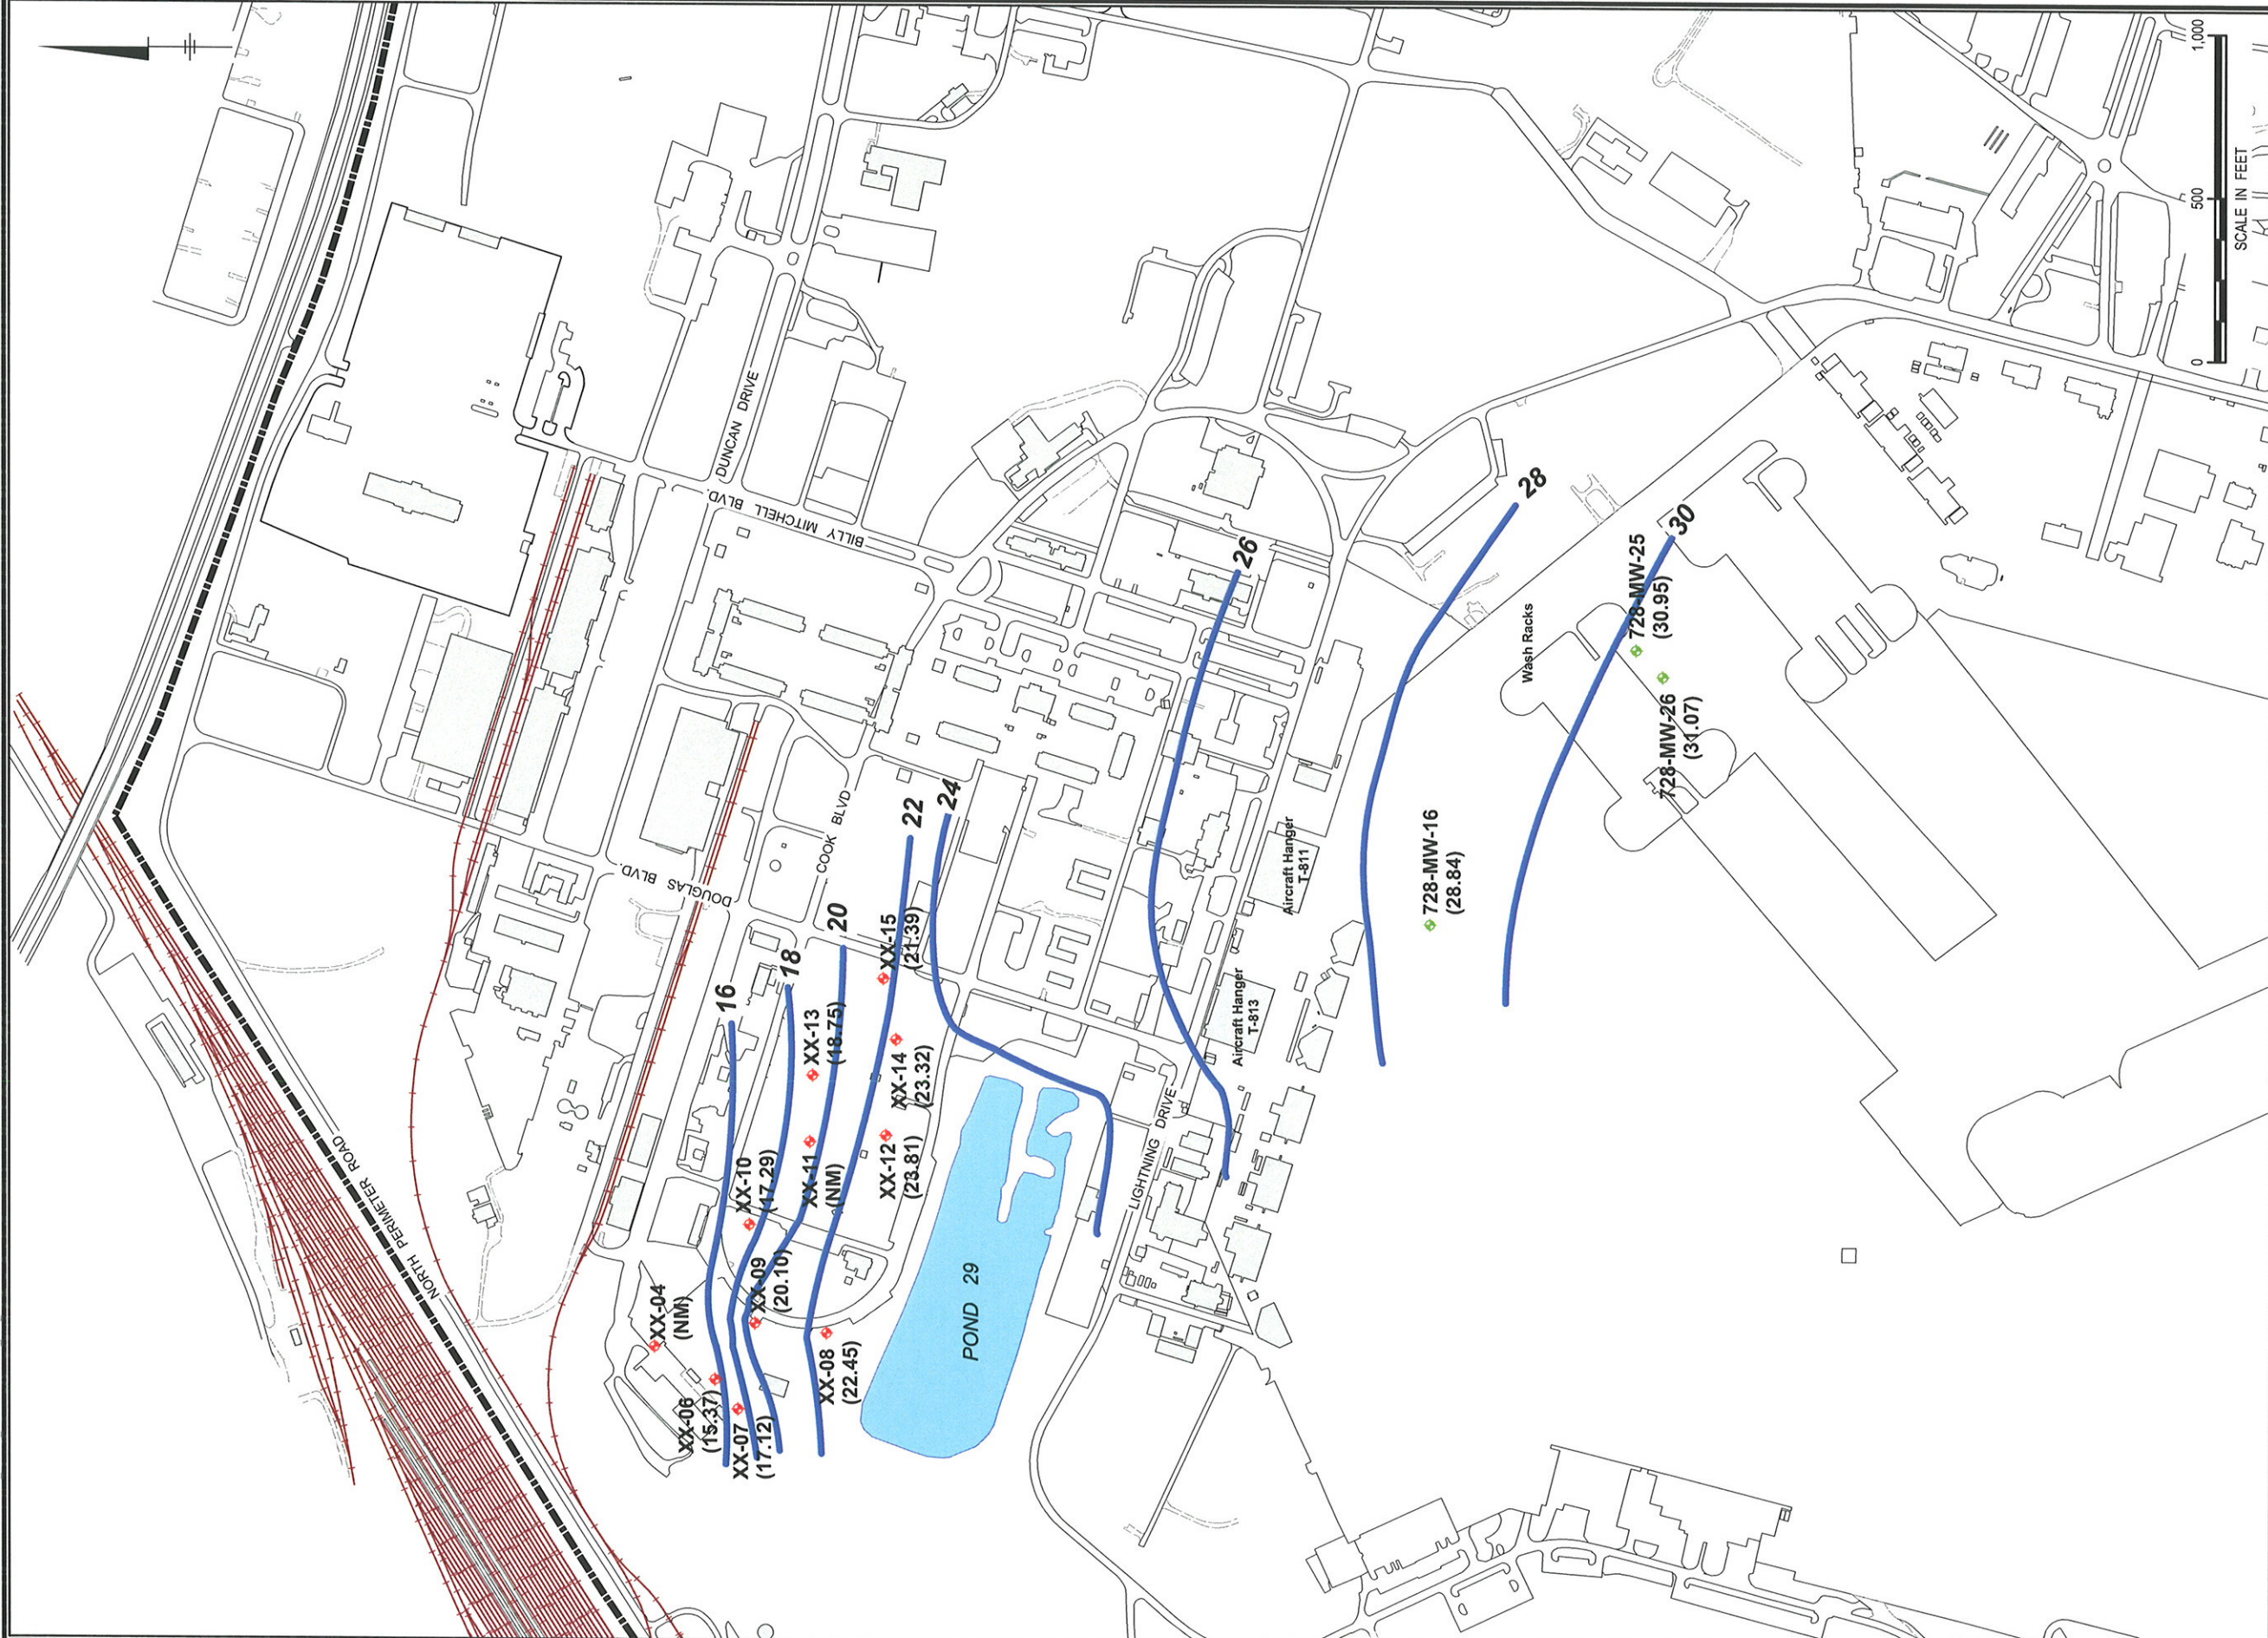 NORTH PERIMETER ROAD
DUNCAN DRIVE
BILLY MITCHELL BLVD.
DOUGLAS BLVD.
COOK BLVD
LIGHTNING DRIVE
POND 29
16
18
20
22
24
26
28
30
XX-04
(NM)
XX-06
(15.37)
XX-07
(17.12)
XX-08
(22.45)
XX-09
(20.10)
XX-10
(17.29)
XX-11
(NM)
XX-12
(23.81)
XX-13
(18.75)
XX-14
(23.32)
XX-15
(21.39)
Aircraft Hanger
T-811
Aircraft Hanger
T-813
Wash Racks
728-MW-16
(28.84)
728-MW-25
(30.95)
728-MW-26
(31.07)
0
500
1,000
SCALE IN FEET